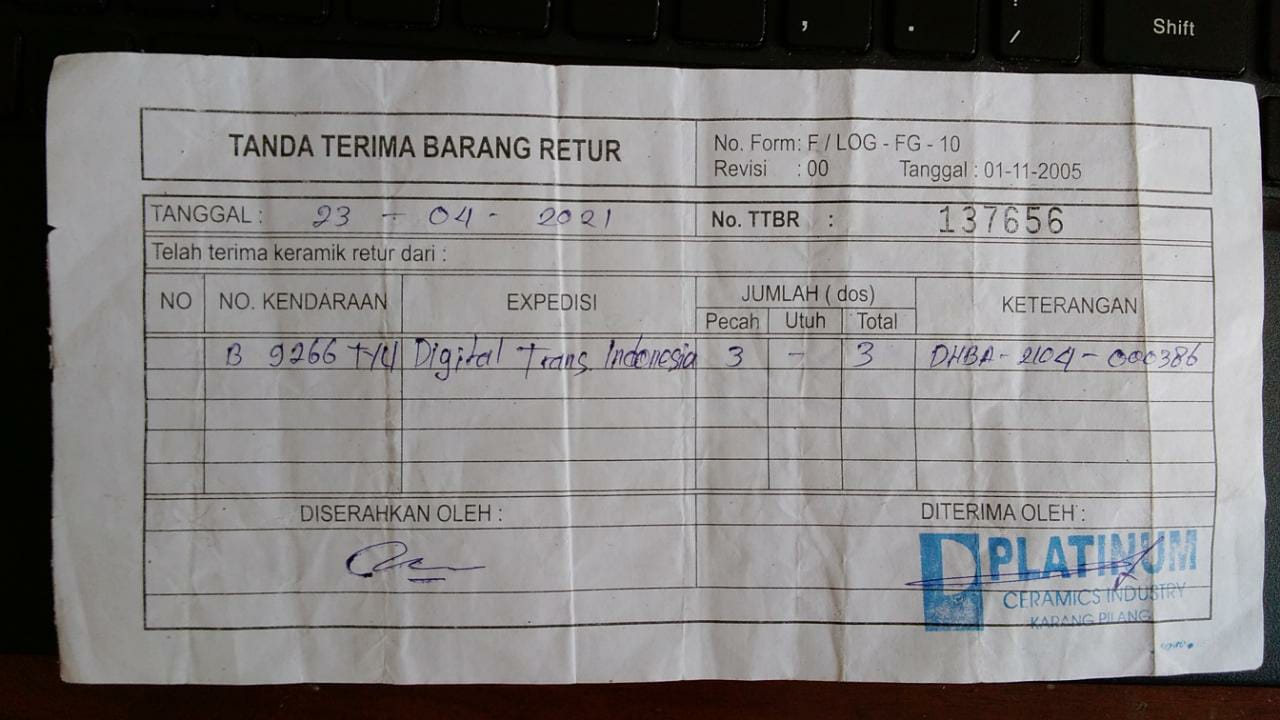 TANDA TERIMA BARANG RETUR
No. Form: F / LOG - FG - 10
Revisi : 00 Tanggal : 01-11-2005
TANGGAL : 23 - 04 - 2021
No. TTBR : 137656
Telah terima keramik retur dari :
NO NO. KENDARAAN EXPEDISI JUMLAH ( dos) KETERANGAN
Pecah Utuh Total
B 9266 Digital Trans. Indonesia 3 - 3 DHBA - 2104 - 000386
DISERAHKAN OLEH : DITERIMA OLEH :
PLATINUM
CERAMICS INDUSTRY
KARANG PILANG
, . / Shift